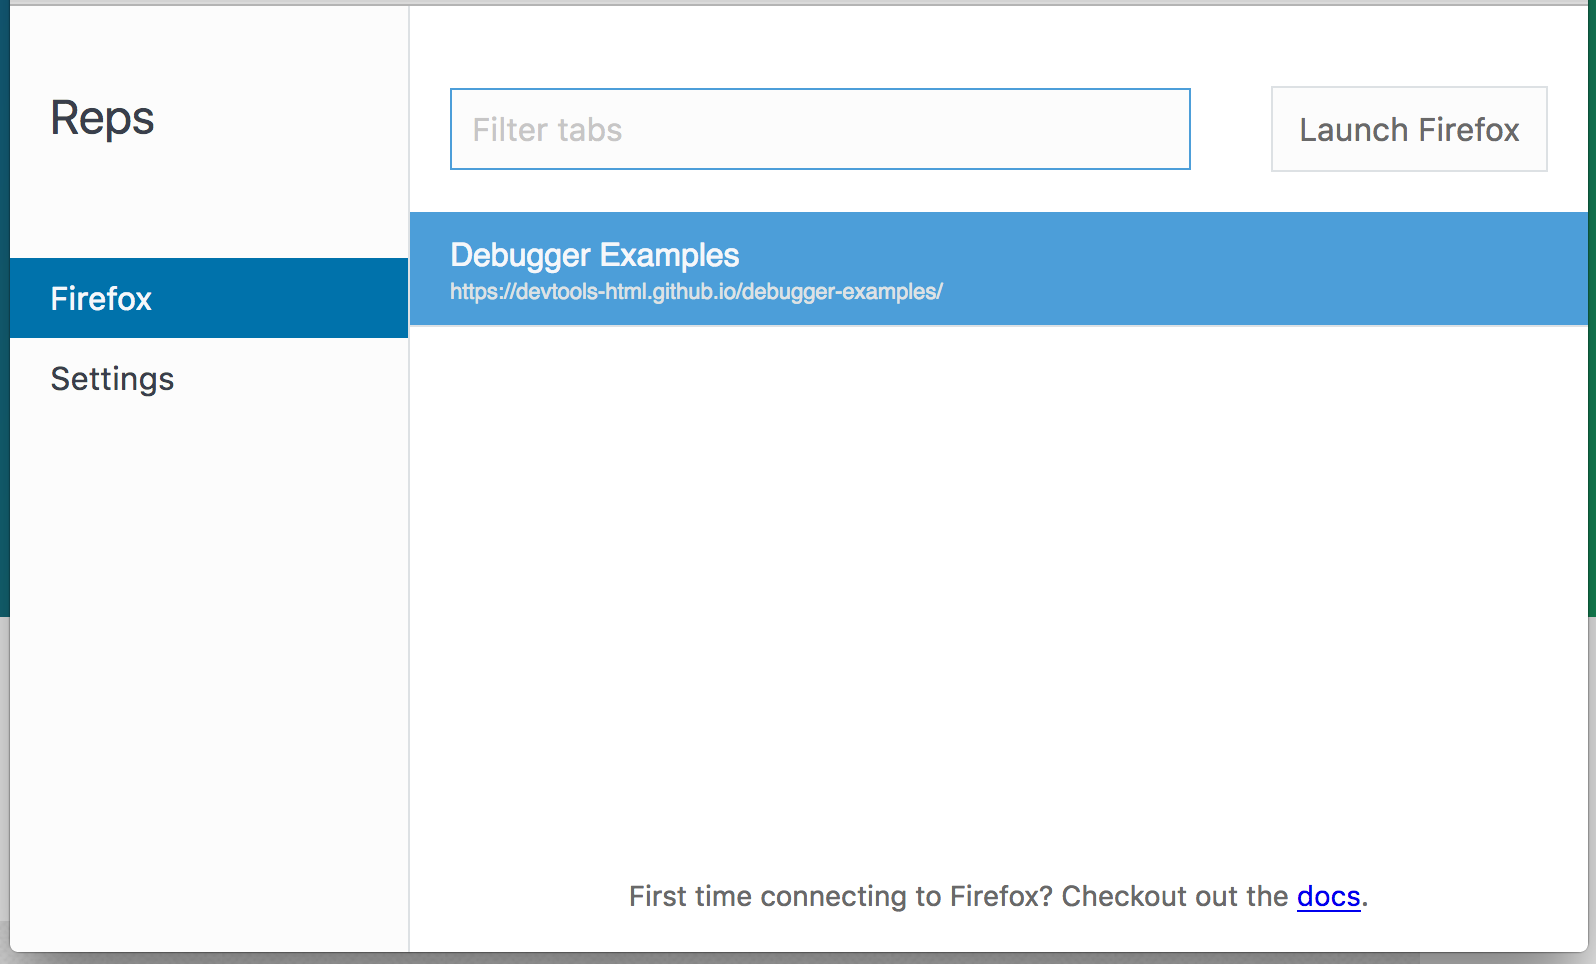 Reps
Filter tabs
Launch Firefox
Debugger Examples
https://devtools-html.github.io/debugger-examples/
Firefox
Settings
First time connecting to Firefox? Checkout out the docs.